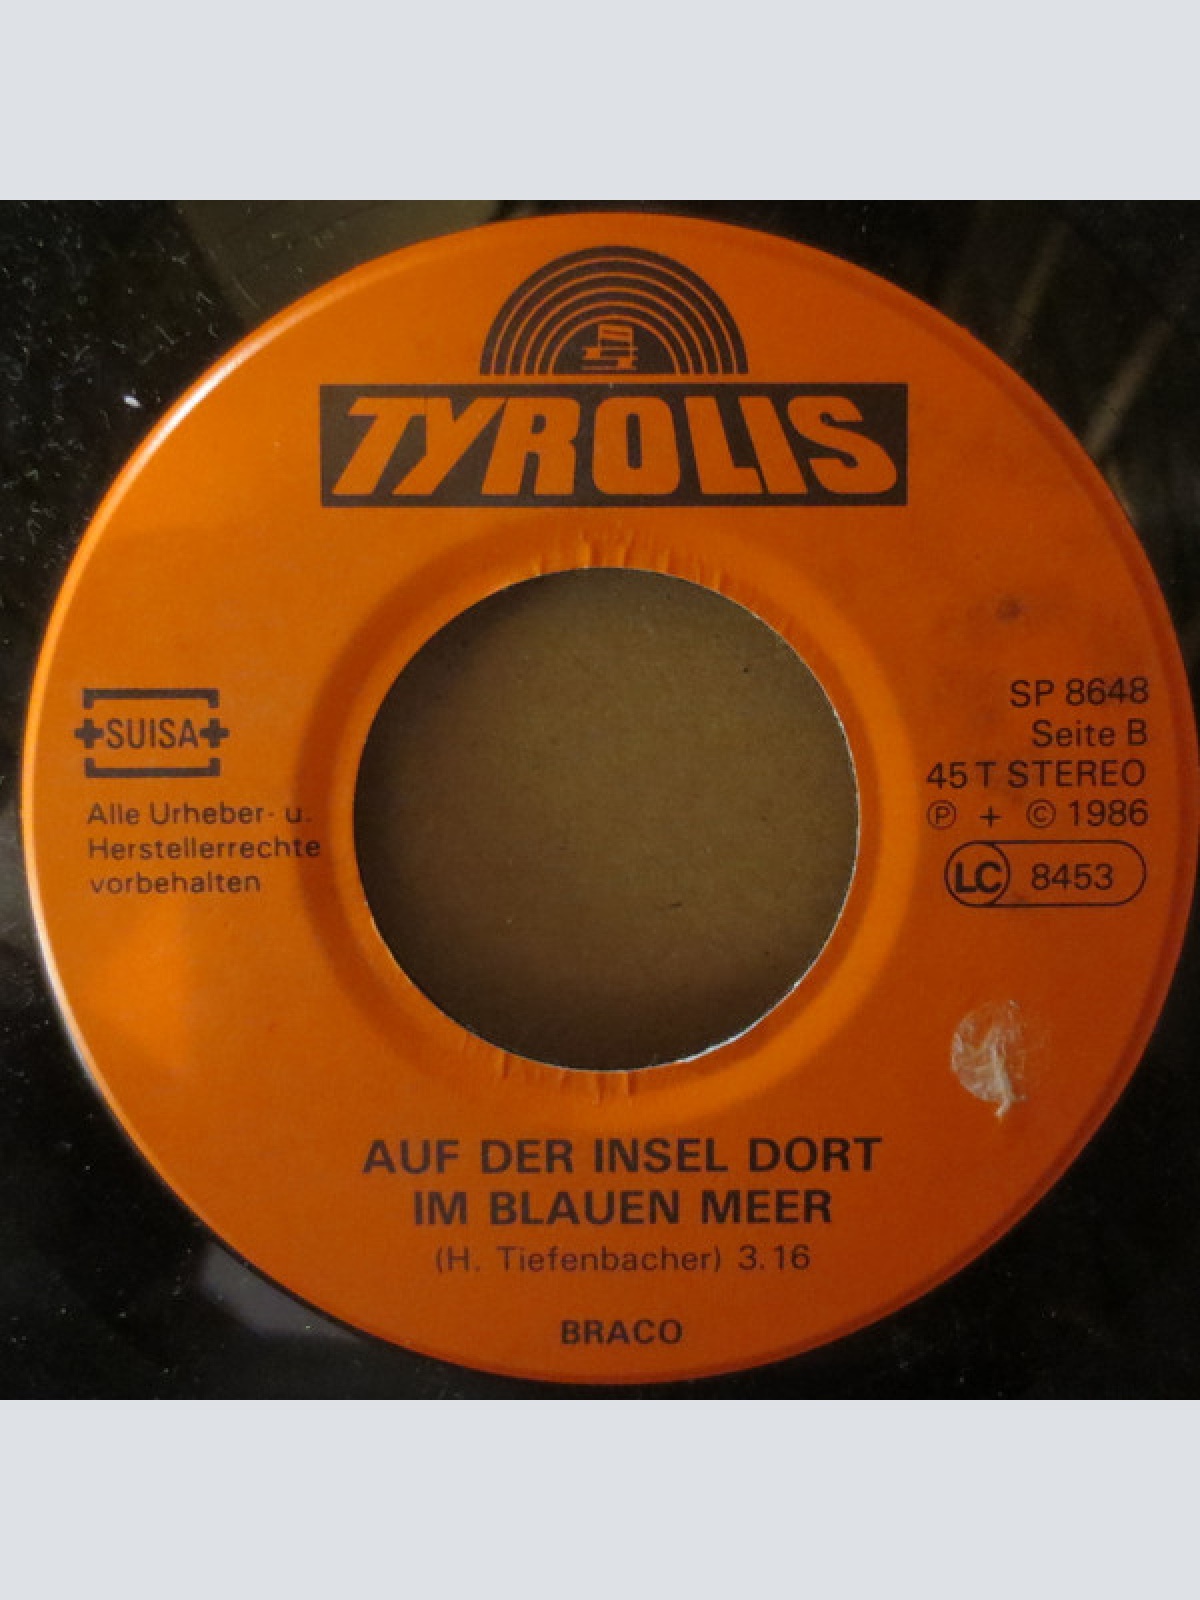 TYROLIS
SUISA
Alle Urheber- u.
Herstellerrechte
vorbehalten
SP 8648
Seite B
45 T STEREO
Ⓟ + © 1986
LC 8453
AUF DER INSEL DORT
IM BLAUEN MEER
(H. Tiefenbacher) 3.16
BRACO